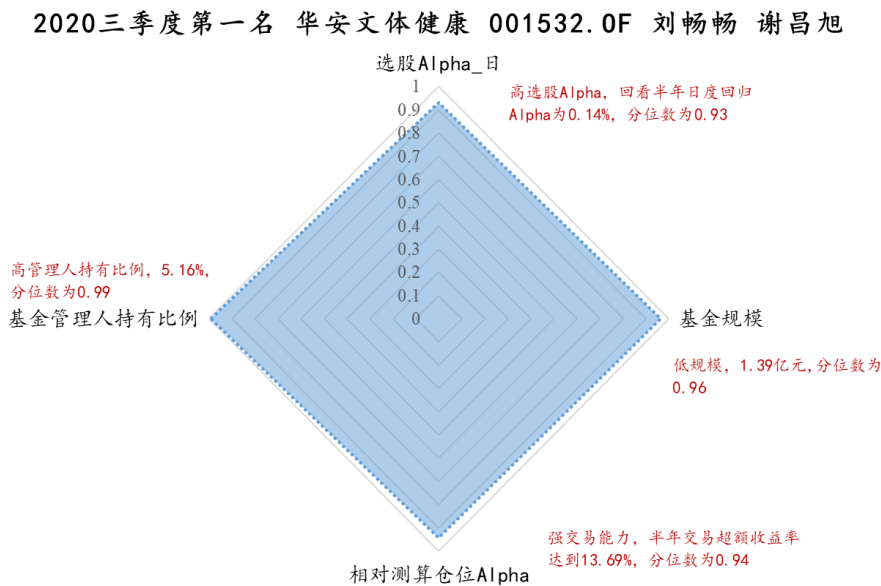 2020三季度第一名 华安文体健康 001532.OF 刘畅畅 谢昌旭
选股Alpha_日
高选股Alpha, 回看半年日度回归
Alpha为0.14%, 分位数为0.93
1
0.9
0.8
0.7
0.6
0.5
0.4
0.3
0.2
0.1
0
高管理人持有比例, 5.16%,
分位数为0.99
基金管理人持有比例
基金规模
低规模, 1.39亿元,分位数为
0.96
强交易能力, 半年交易超额收益率
达到13.69%, 分位数为0.94
相对测算仓位Alpha